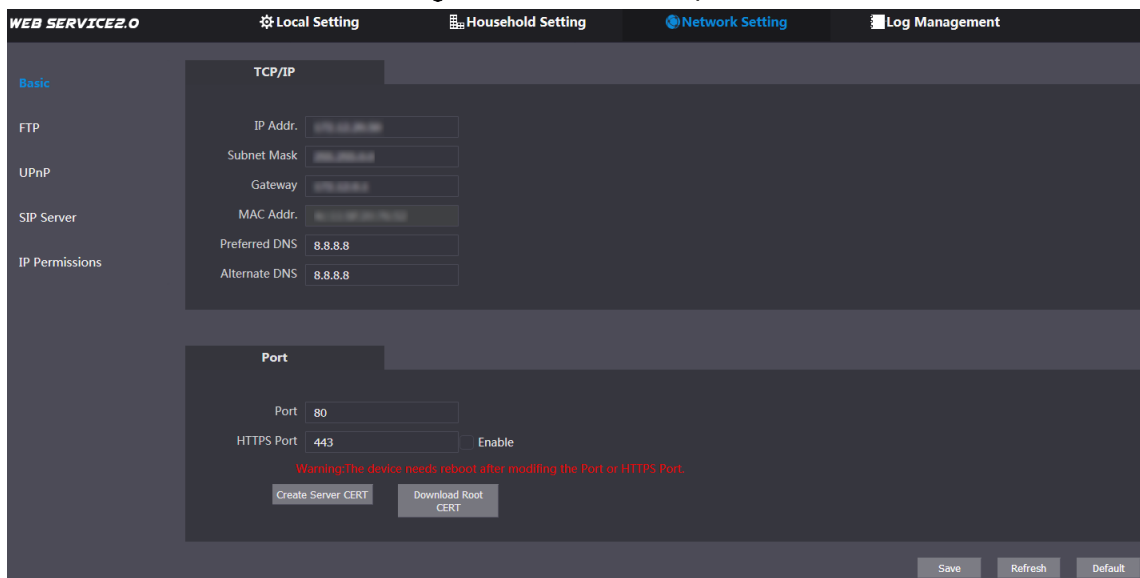 WEB SERVICE2.0
Local Setting
Household Setting
Network Setting
Log Management
Basic
FTP
UPnP
SIP Server
IP Permissions
TCP/IP
IP Addr.
Subnet Mask
Gateway
MAC Addr.
Preferred DNS 8.8.8.8
Alternate DNS 8.8.8.8
Port
Port 80
HTTPS Port 443 Enable
Warning:The device needs reboot after modifing the Port or HTTPS Port.
Create Server CERT
Download Root
CERT
Save Refresh Default